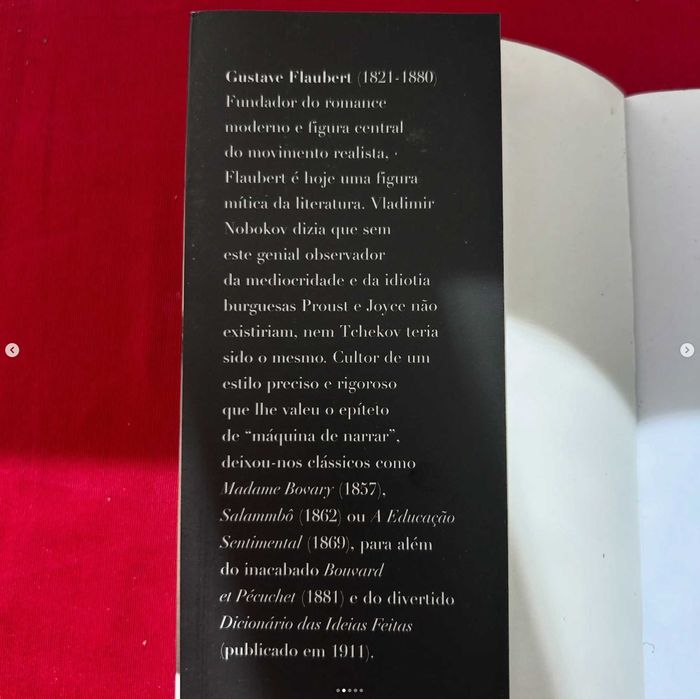 Gustave Flaubert (1821-1880)
Fundador do romance
moderno e figura central
do movimento realista,
Flaubert é hoje uma figura
mítica da literatura. Vladimir
Nobokov dizia que sem
este genial observador
da mediocridade e da idiotia
burguesas Proust e Joyce não
existiriam, nem Tchekov teria
sido o mesmo. Cultor de um
estilo preciso e rigoroso
que lhe valeu o epíteto
de “máquina de narrar”,
deixou-nos clássicos como
Madame Bovary (1857),
Salammbô (1862) ou A Educação
Sentimental (1869), para além
do inacabado Bouvard
et Pécuchet (1881) e do divertido
Dicionário das Ideias Feitas
(publicado em 1911).